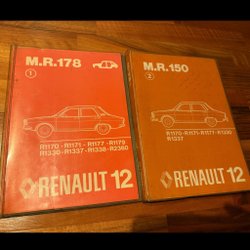 M.R.178
1
R1170 - R1171 - R1177 - R1179
R1330 - R1337 - R1338 - R2380
RENAULT 12
M.R.150
2
R1170-R1171-R1177-R1330
R1337
RENAULT 12